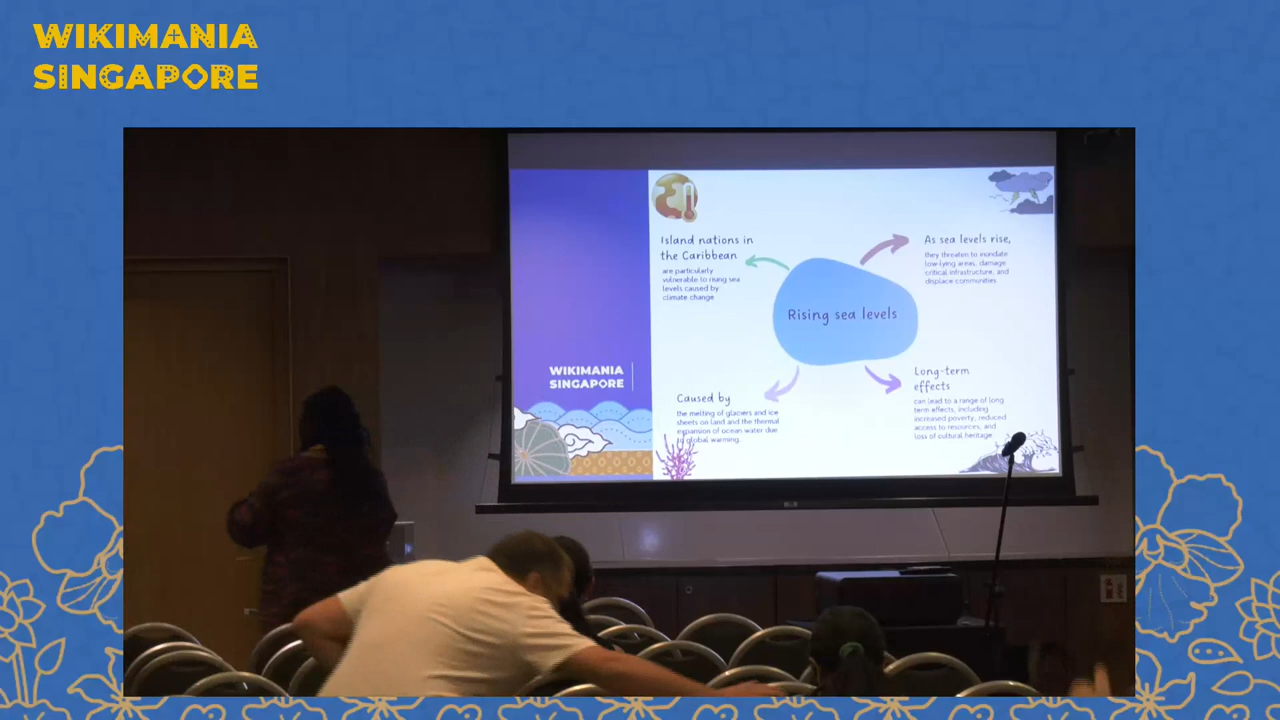 WIKIMANIA
SINGAPORE
Island nations in
the Caribbean
are particularly
vulnerable to rising sea
levels caused by
climate change
As sea levels rise,
they threaten to inundate
low-lying areas, damage
critical infrastructure, and
displace communities
Rising sea levels
WIKIMANIA
SINGAPORE
Caused by
the melting of glaciers and ice
sheets on land and the thermal
expansion of ocean water due
to global warming.
Long-term
effects
can lead to a range of long
term effects, including
increased poverty, reduced
access to resources, and
loss of cultural heritage